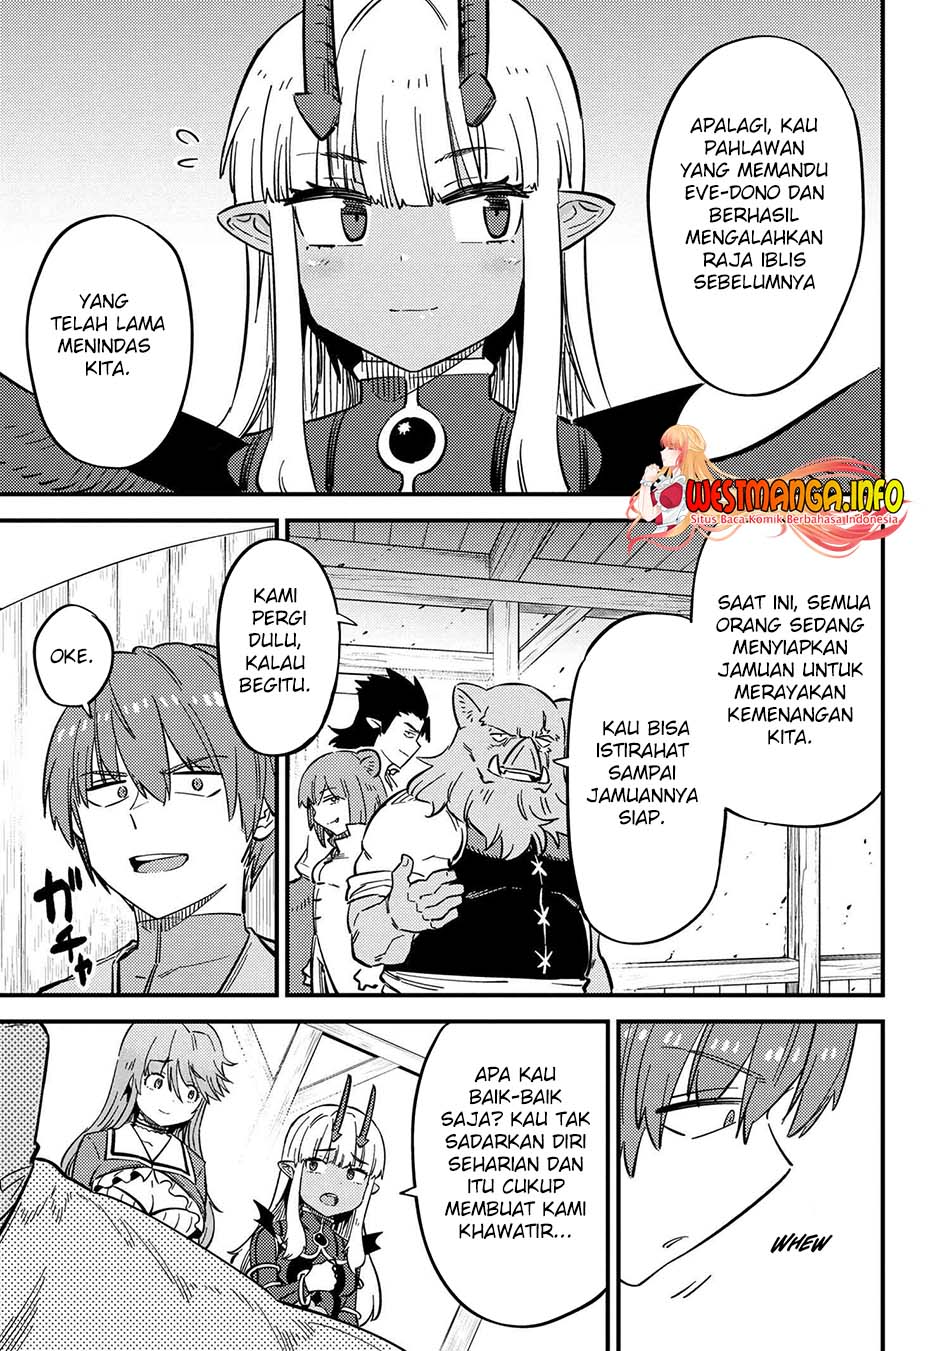 APALAGI, KAU
PAHLAWAN
YANG MEMANDU
EVE-DONO DAN
BERHASIL
MENGALAHKAN
RAJA IBLIS
SEBELUMNYA
YANG
TELAH LAMA
MENINDAS
KITA.
WESTMANGA.INFO
Situs Baca Komik Berbahasa Indonesia
SAAT INI, SEMUA
ORANG SEDANG
MENYIAPKAN
JAMUAN UNTUK
MERAYAKAN
KEMENANGAN
KITA.
KAU BISA
ISTIRAHAT
SAMPAI
JAMUANNYA
SIAP.
KAMI
PERGI
DULU,
KALAU
BEGITU.
OKE.
ガチャ
WHEW
APA KAU
BAIK-BAIK
SAJA? KAU TAK
SADARKAN DIRI
SEHARIAN DAN
ITU CUKUP
MEMBUAT KAMI
KHAWATIR...